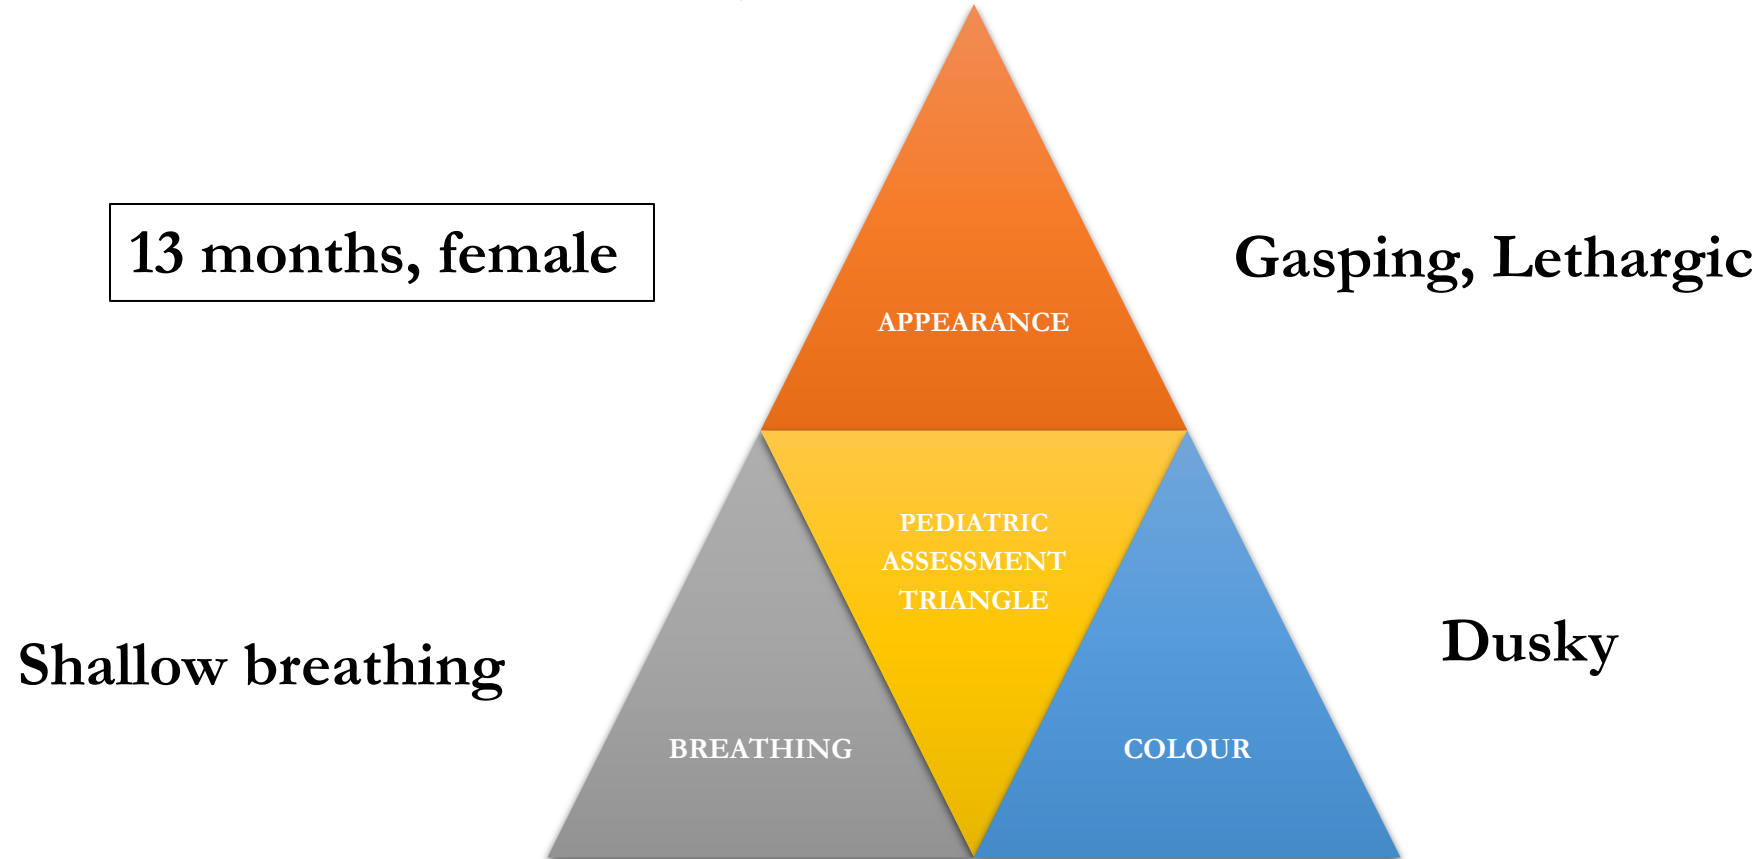 13 months, female
Gasping, Lethargic
APPEARANCE
PEDIATRIC
ASSESSMENT
TRIANGLE
Shallow breathing
Dusky
BREATHING
COLOUR